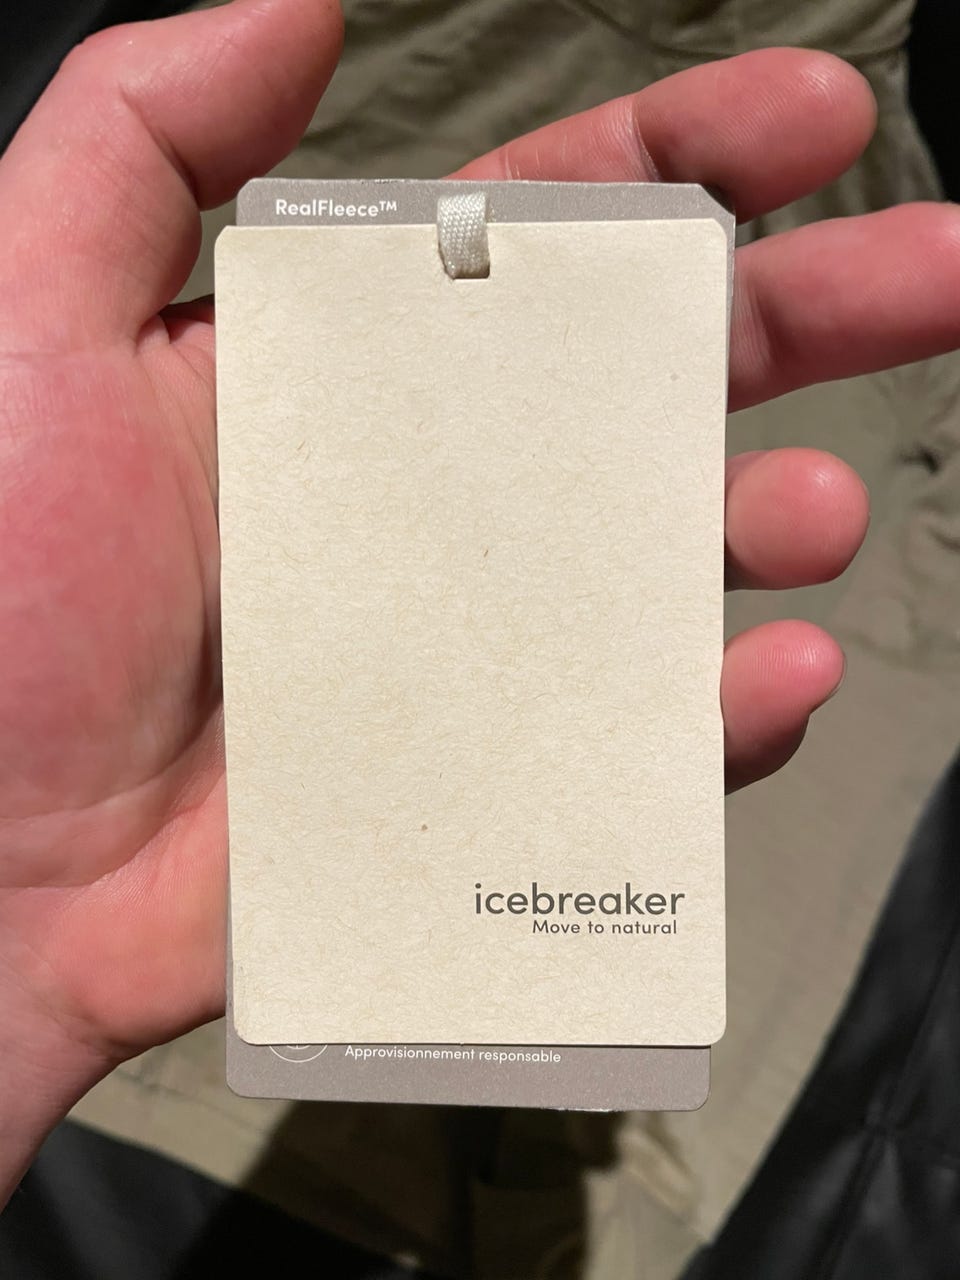 RealFleece™
icebreaker
Move to natural
Approvisionnement responsable